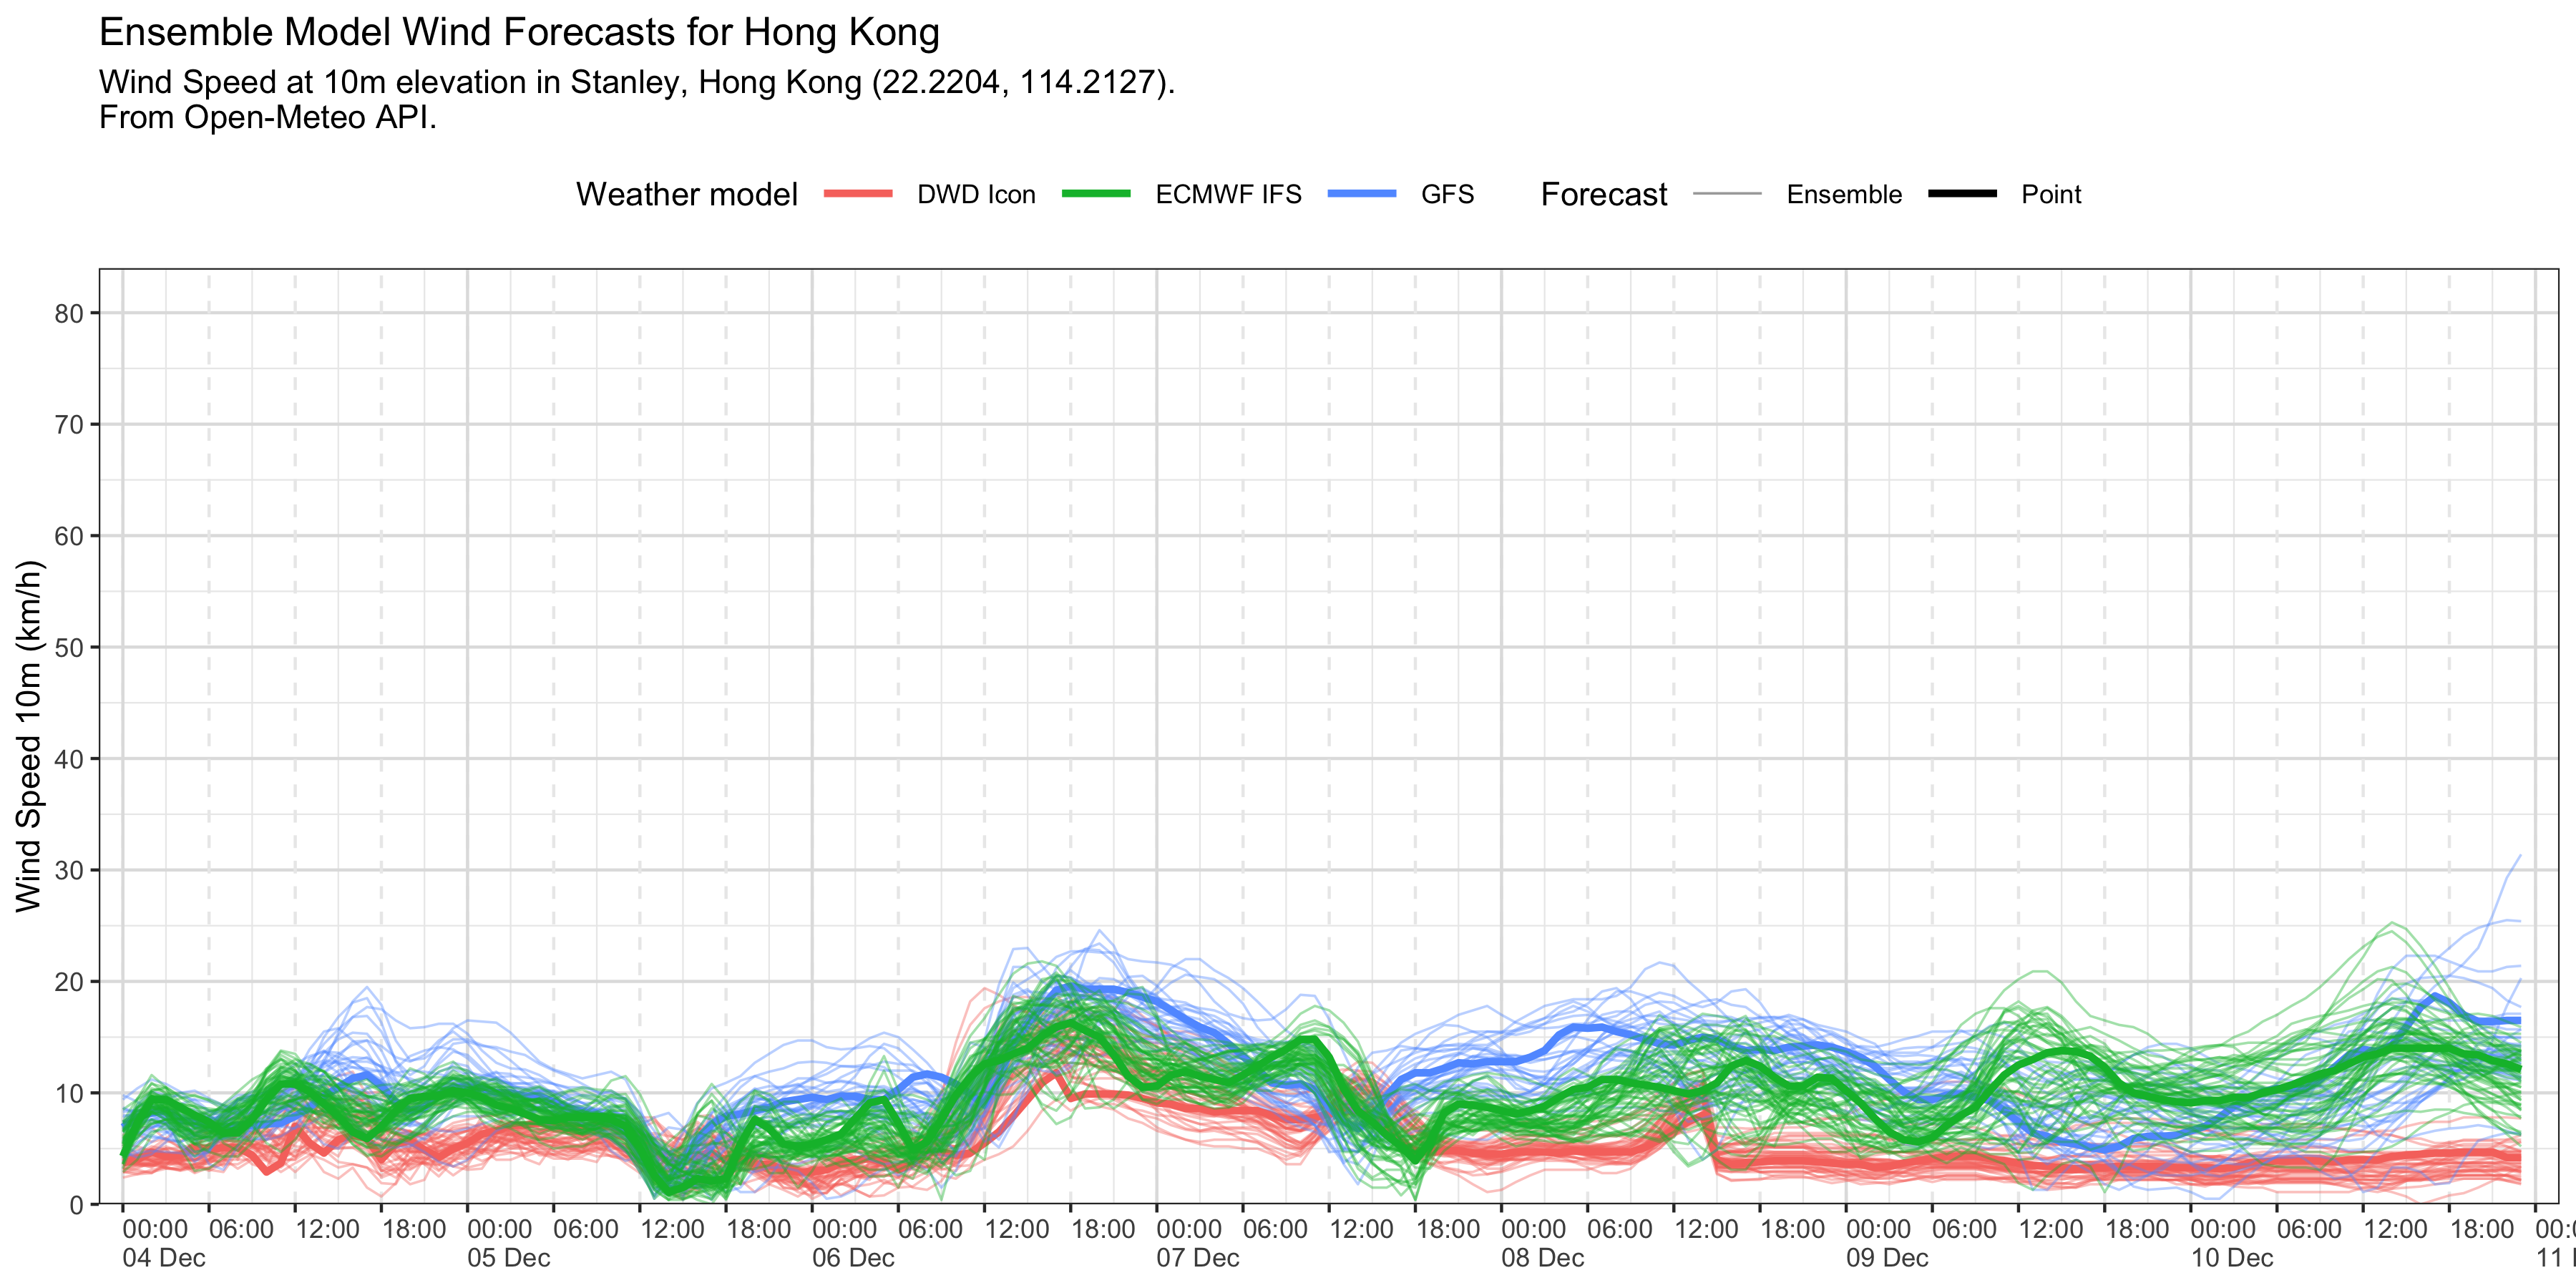 Ensemble Model Wind Forecasts for Hong Kong
Wind Speed at 10m elevation in Stanley, Hong Kong (22.2204, 114.2127).
From Open-Meteo API.
Weather model DWD Icon ECMWF IFS GFS Forecast Ensemble Point
Wind Speed 10m (km/h)
80
70
60
50
40
30
20
10
0
00:00 06:00 12:00 18:00 00:00 06:00 12:00 18:00 00:00 06:00 12:00 18:00 00:00 06:00 12:00 18:00 00:00 06:00 12:00 18:00 00:00 06:00 12:00 18:00 00:00 06:00 12:00 18:00
04 Dec 05 Dec 06 Dec 07 Dec 08 Dec 09 Dec 10 Dec 11